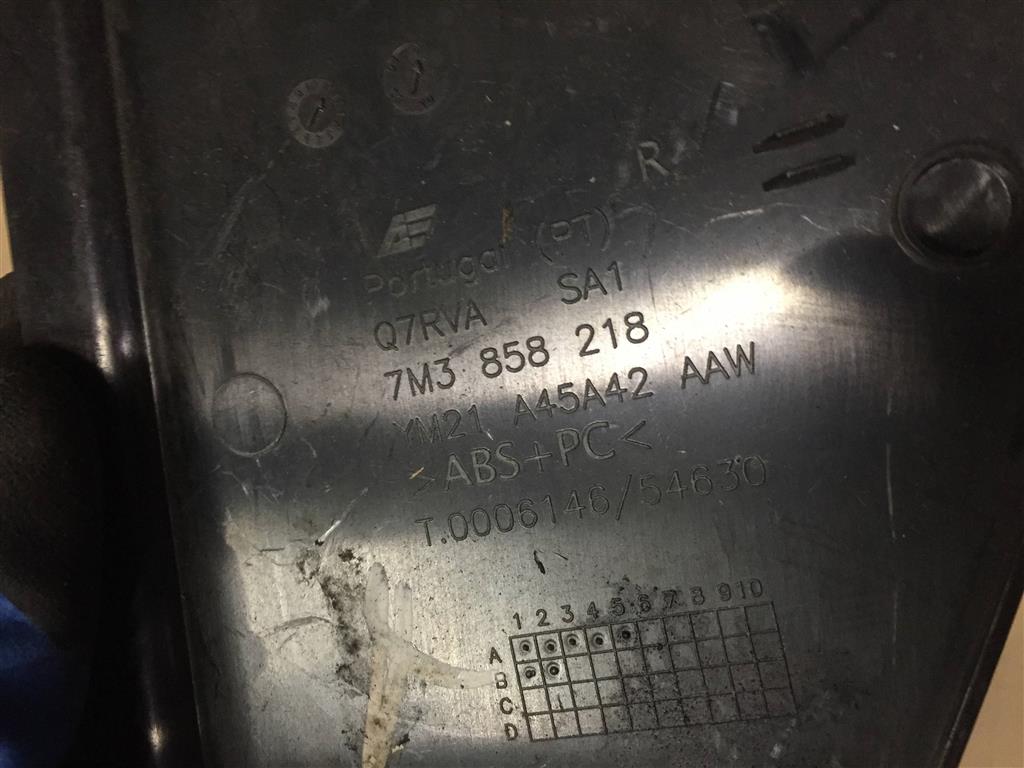 R
AE
Portugal (PT)
Q7RVA SA1
7M3 858 218
YM21 A45A42 AAW
>ABS+PC<
T.0006146/54630
1 2 3 4 5 6 7 8 9 10
A
B
C
D